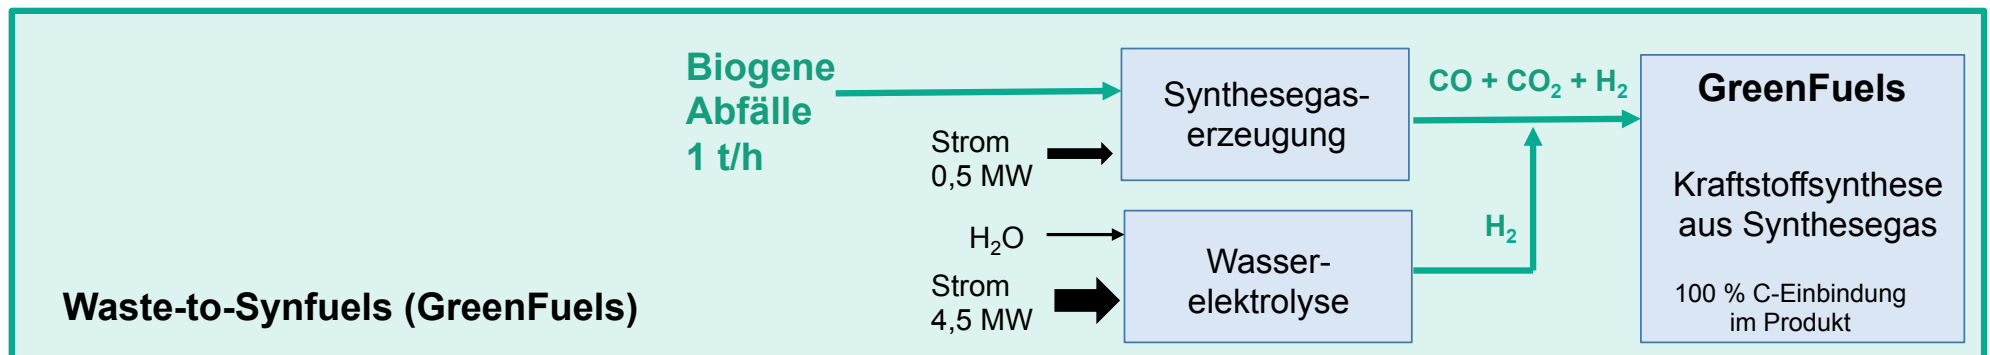 Biogene
Abfälle
1 t/h
Strom
0,5 MW
H₂O
Strom
4,5 MW
Synthesegas-
erzeugung
Wasser-
elektrolyse
CO + CO₂ + H₂
H₂
GreenFuels
Kraftstoffsynthese
aus Synthesegas
100 % C-Einbindung
im Produkt
Waste-to-Synfuels (GreenFuels)